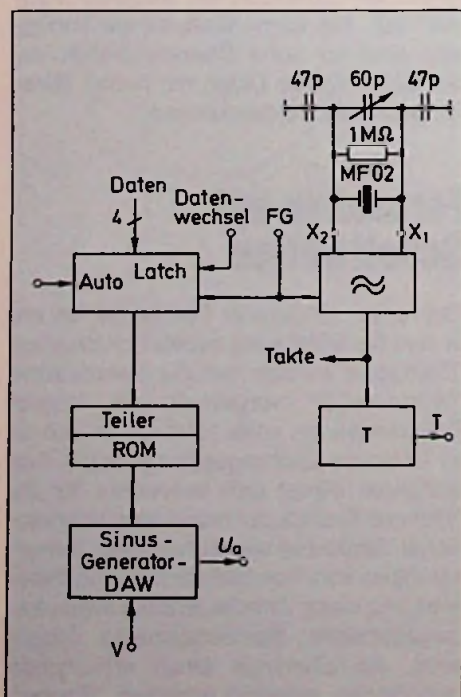 47p 60p 47p
1MΩ
MF02
Daten
4
Daten-
wechsel
FG
X₂ X₁
Auto
Latch
≈
Takte
Teiler
ROM
T
T
Sinus-
Generator-
DAW
Uₐ
V